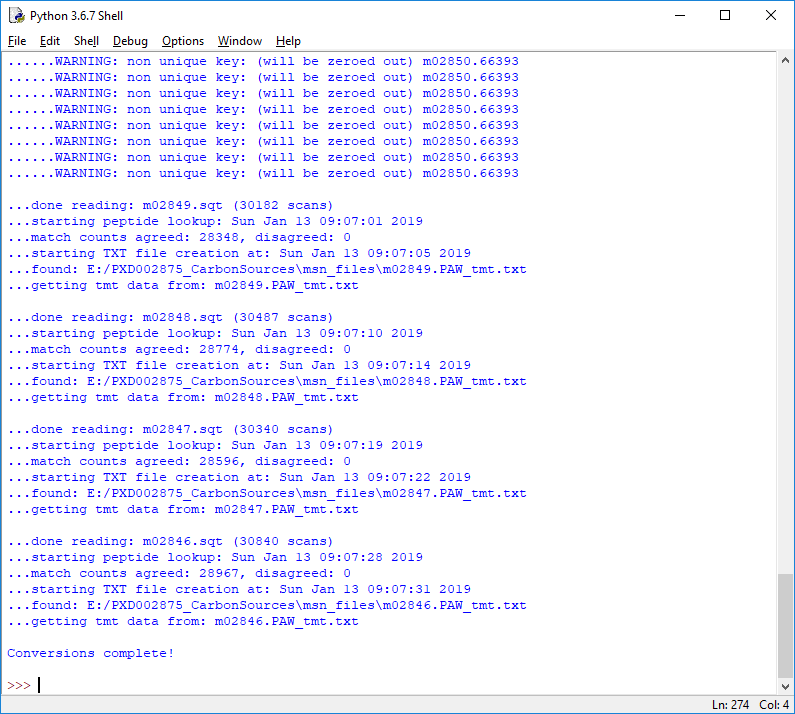 Python 3.6.7 Shell
File Edit Shell Debug Options Window Help
......WARNING: non unique key: (will be zeroed out) m02850.66393
......WARNING: non unique key: (will be zeroed out) m02850.66393
......WARNING: non unique key: (will be zeroed out) m02850.66393
......WARNING: non unique key: (will be zeroed out) m02850.66393
......WARNING: non unique key: (will be zeroed out) m02850.66393
......WARNING: non unique key: (will be zeroed out) m02850.66393
......WARNING: non unique key: (will be zeroed out) m02850.66393
......WARNING: non unique key: (will be zeroed out) m02850.66393
...done reading: m02849.sqt (30182 scans)
...starting peptide lookup: Sun Jan 13 09:07:01 2019
...match counts agreed: 28348, disagreed: 0
...starting TXT file creation at: Sun Jan 13 09:07:05 2019
...found: E:/PXD002875_CarbonSources\msn_files\m02849.PAW_tmt.txt
...getting tmt data from: m02849.PAW_tmt.txt
...done reading: m02848.sqt (30487 scans)
...starting peptide lookup: Sun Jan 13 09:07:10 2019
...match counts agreed: 28774, disagreed: 0
...starting TXT file creation at: Sun Jan 13 09:07:14 2019
...found: E:/PXD002875_CarbonSources\msn_files\m02848.PAW_tmt.txt
...getting tmt data from: m02848.PAW_tmt.txt
...done reading: m02847.sqt (30340 scans)
...starting peptide lookup: Sun Jan 13 09:07:19 2019
...match counts agreed: 28596, disagreed: 0
...starting TXT file creation at: Sun Jan 13 09:07:22 2019
...found: E:/PXD002875_CarbonSources\msn_files\m02847.PAW_tmt.txt
...getting tmt data from: m02847.PAW_tmt.txt
...done reading: m02846.sqt (30840 scans)
...starting peptide lookup: Sun Jan 13 09:07:28 2019
...match counts agreed: 28967, disagreed: 0
...starting TXT file creation at: Sun Jan 13 09:07:31 2019
...found: E:/PXD002875_CarbonSources\msn_files\m02846.PAW_tmt.txt
...getting tmt data from: m02846.PAW_tmt.txt
Conversions complete!
>>>
Ln: 274 Col: 4